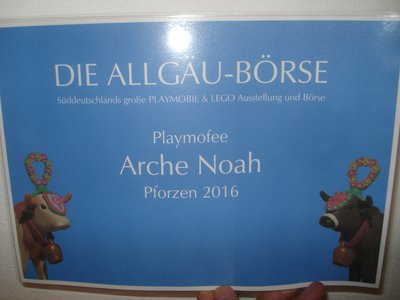 DIE ALLGÄU-BÖRSE
Süddeutschlands große PLAYMOBIL & LEGO Ausstellung und Börse
Playmofee
Arche Noah
Pforzen 2016